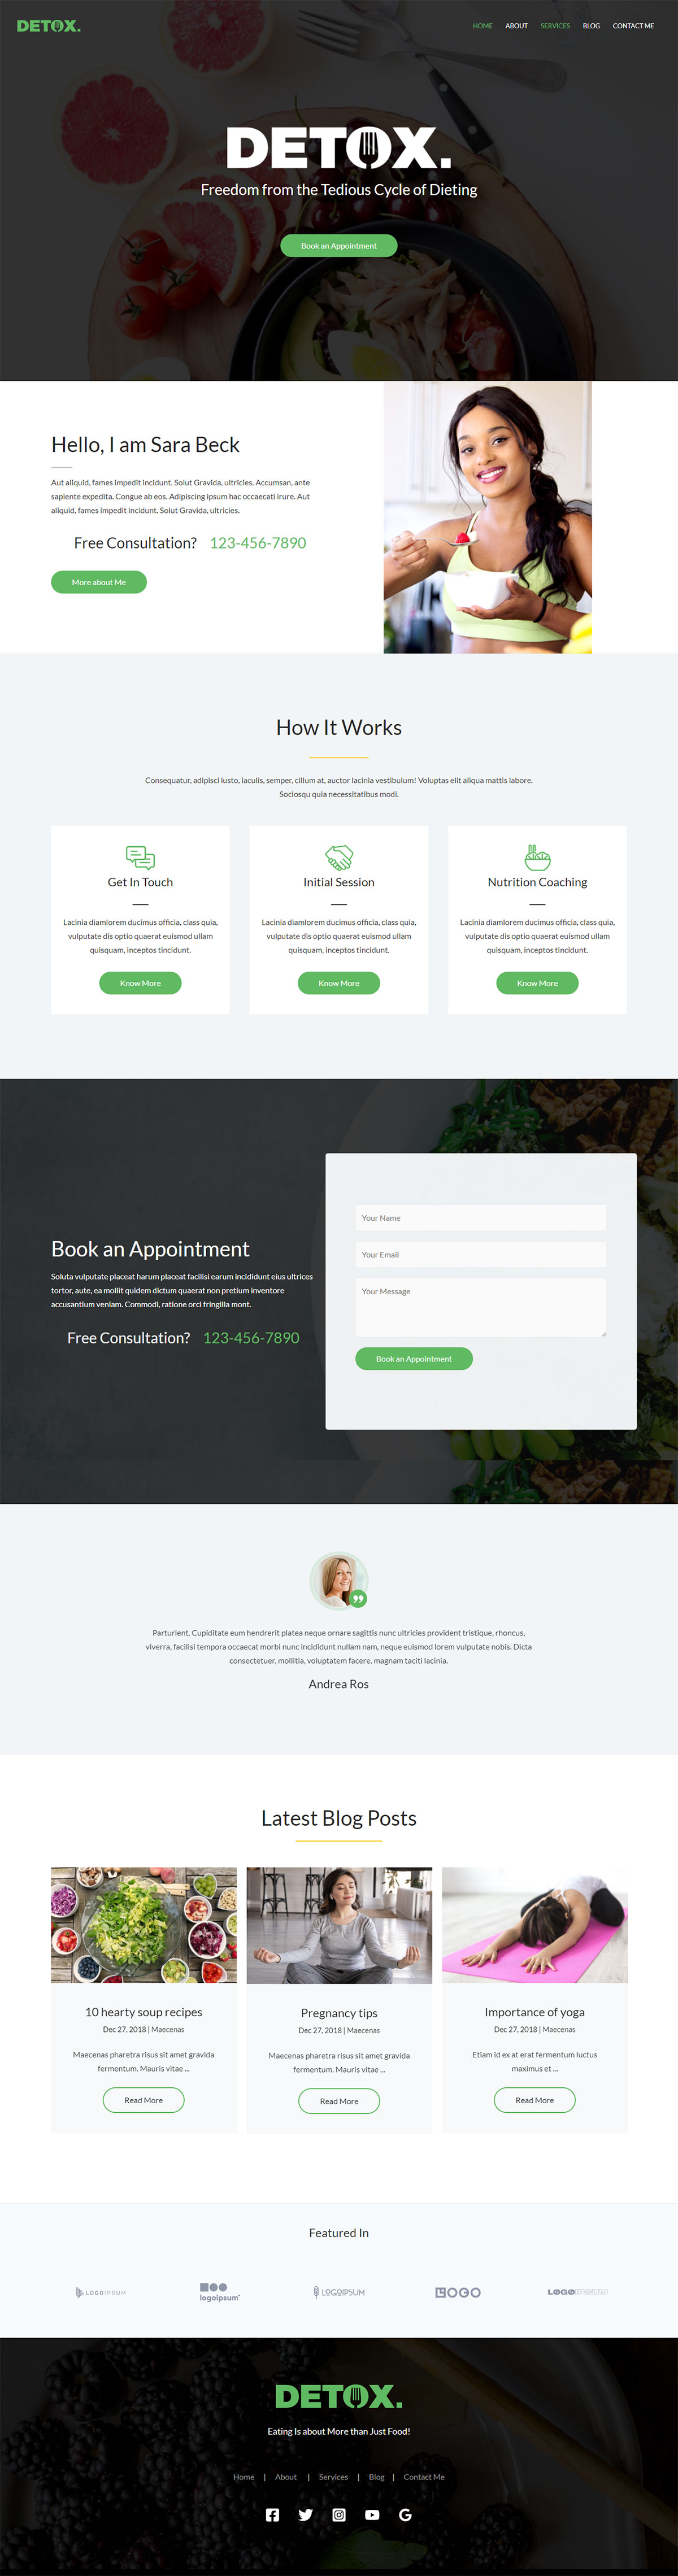 DETOX.
HOME ABOUT SERVICES BLOG CONTACT ME
DETOX.
Freedom from the Tedious Cycle of Dieting
Book an Appointment
Hello, I am Sara Beck
Aut aliquid, fames impedit incidunt. Solut Gravida, ultricies. Accumsan, ante
sapiente expedita. Congue ab eos. Adipiscing ipsum hac occaecati irure. Aut
aliquid, fames impedit incidunt. Solut Gravida, ultricies.
Free Consultation? 123-456-7890
More about Me
How It Works
Consequatur, adipisci iusto, iaculis, semper, cillum at, auctor lacinia vestibulum! Voluptas elit aliqua mattis labore.
Sociosqu quia necessitatibus modi.
Get In Touch
Lacinia diamlorem ducimus officia, class quia,
vulputate dis optio quaerat euismod ullam
quisquam, inceptos tincidunt.
Know More
Initial Session
Lacinia diamlorem ducimus officia, class quia,
vulputate dis optio quaerat euismod ullam
quisquam, inceptos tincidunt.
Know More
Nutrition Coaching
Lacinia diamlorem ducimus officia, class quia,
vulputate dis optio quaerat euismod ullam
quisquam, inceptos tincidunt.
Know More
Book an Appointment
Soluta vulputate placeat harum placeat facilisi earum incididunt eius ultrices
tortor, aute, ea mollit quidem dictum quaerat non pretium inventore
accusantium veniam. Commodi, ratione orci fringilla mont.
Free Consultation? 123-456-7890
Your Name
Your Email
Your Message
Book an Appointment
Parturient. Cupiditate eum hendrerit platea neque ornare sagittis nunc ultricies provident tristique, rhoncus,
viverra, facilisi tempora occaecat morbi nunc incididunt nullam nam, neque euismod lorem vulputate nobis. Dicta
consectetuer, mollitia, voluptatem facere, magnam taciti lacinia.
Andrea Ros
Latest Blog Posts
10 hearty soup recipes
Dec 27, 2018 | Maecenas
Maecenas pharetra risus sit amet gravida
fermentum. Mauris vitae ...
Read More
Pregnancy tips
Dec 27, 2018 | Maecenas
Maecenas pharetra risus sit amet gravida
fermentum. Mauris vitae ...
Read More
Importance of yoga
Dec 27, 2018 | Maecenas
Etiam id ex at erat fermentum luctus
maximus et ...
Read More
Featured In
LOGOIPSUM
logoipsum
LOGOIPSUM
LOGO
LOGOIPSUM
DETOX.
Eating Is about More than Just Food!
Home | About | Services | Blog | Contact Me